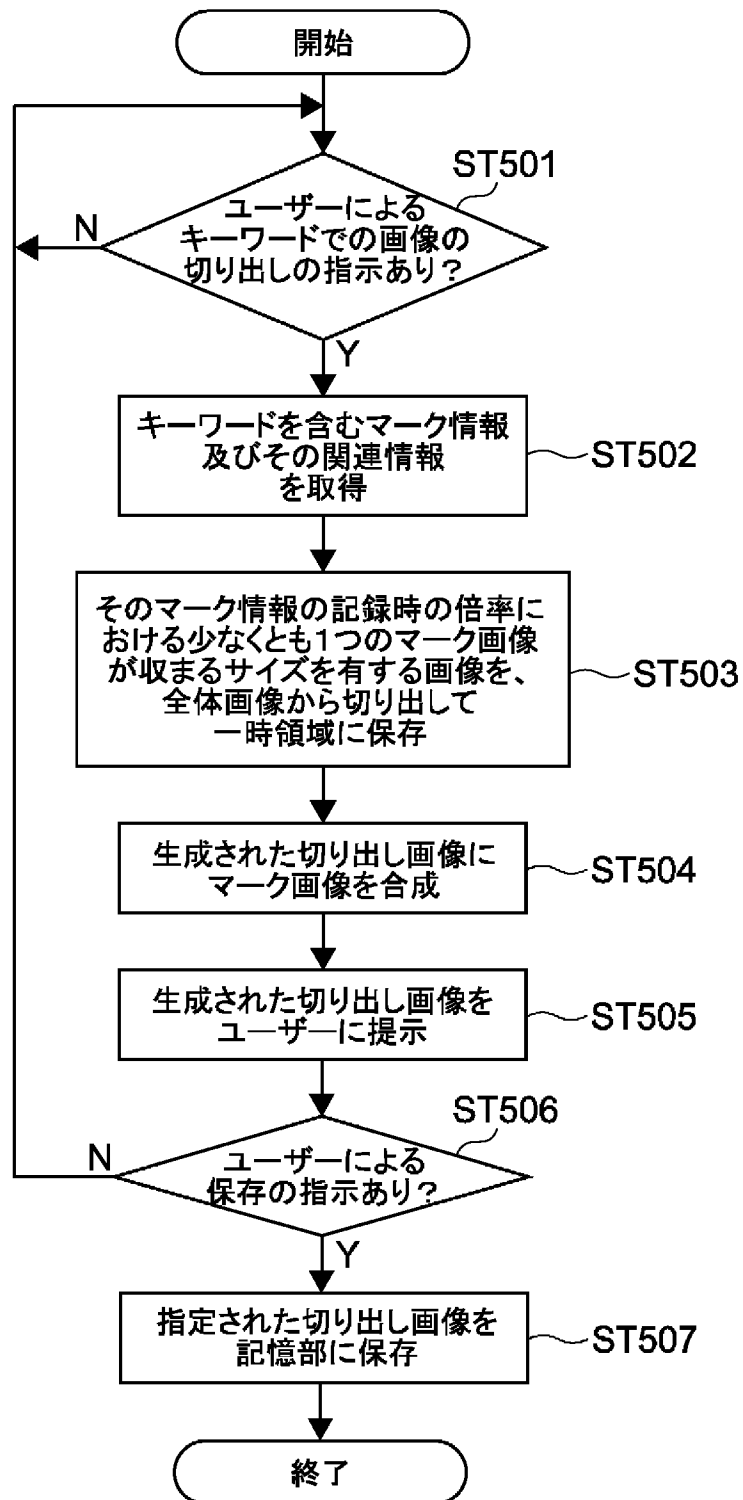 開始
ST501
ユーザーによる
キーワードでの画像の
切り出しの指示あり？
N
Y
キーワードを含むマーク情報
及びその関連情報
を取得
ST502
そのマーク情報の記録時の倍率に
おける少なくとも１つのマーク画像
が収まるサイズを有する画像を、
全体画像から切り出して
一時領域に保存
ST503
生成された切り出し画像に
マーク画像を合成
ST504
生成された切り出し画像を
ユーザーに提示
ST505
ST506
ユーザーによる
保存の指示あり？
N
Y
指定された切り出し画像を
記憶部に保存
ST507
終了